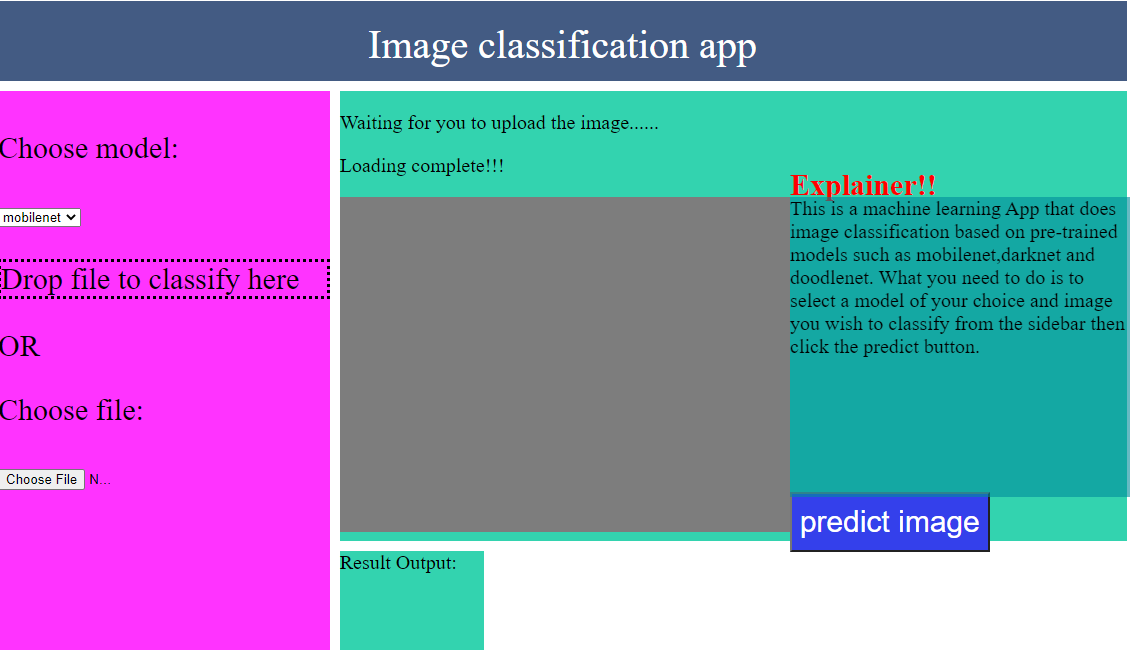 Image classification app
Choose model:
mobilenet
Drop file to classify here
OR
Choose file:
Choose File N...
Waiting for you to upload the image......
Loading complete!!!
Explainer!!
This is a machine learning App that does
image classification based on pre-trained
models such as mobilenet,darknet and
doodlenet. What you need to do is to
select a model of your choice and image
you wish to classify from the sidebar then
click the predict button.
predict image
Result Output: